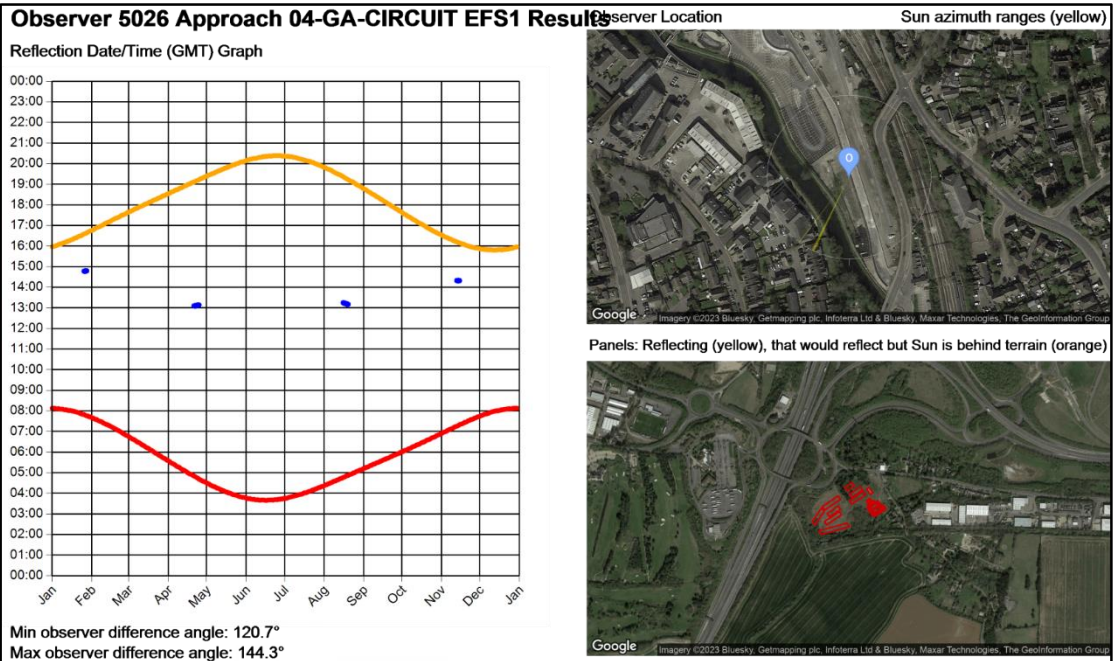 Observer 5026 Approach 04-GA-CIRCUIT EFS1 Results
Reflection Date/Time (GMT) Graph
00:00
23:00
22:00
21:00
20:00
19:00
18:00
17:00
16:00
15:00
14:00
13:00
12:00
11:00
10:00
09:00
08:00
07:00
06:00
05:00
04:00
03:00
02:00
01:00
00:00
Jan Feb Mar Apr May Jun Jul Aug Sep Oct Nov Dec Jan
Min observer difference angle: 120.7°
Max observer difference angle: 144.3°
Observer Location Sun azimuth ranges (yellow)
O
Google Imagery ©2023 Bluesky, Getmapping plc, Infoterra Ltd & Bluesky, Maxar Technologies, The GeoInformation Group
Panels: Reflecting (yellow), that would reflect but Sun is behind terrain (orange)
Google Imagery ©2023 Bluesky, Getmapping plc, Infoterra Ltd & Bluesky, Maxar Technologies, The GeoInformation Group